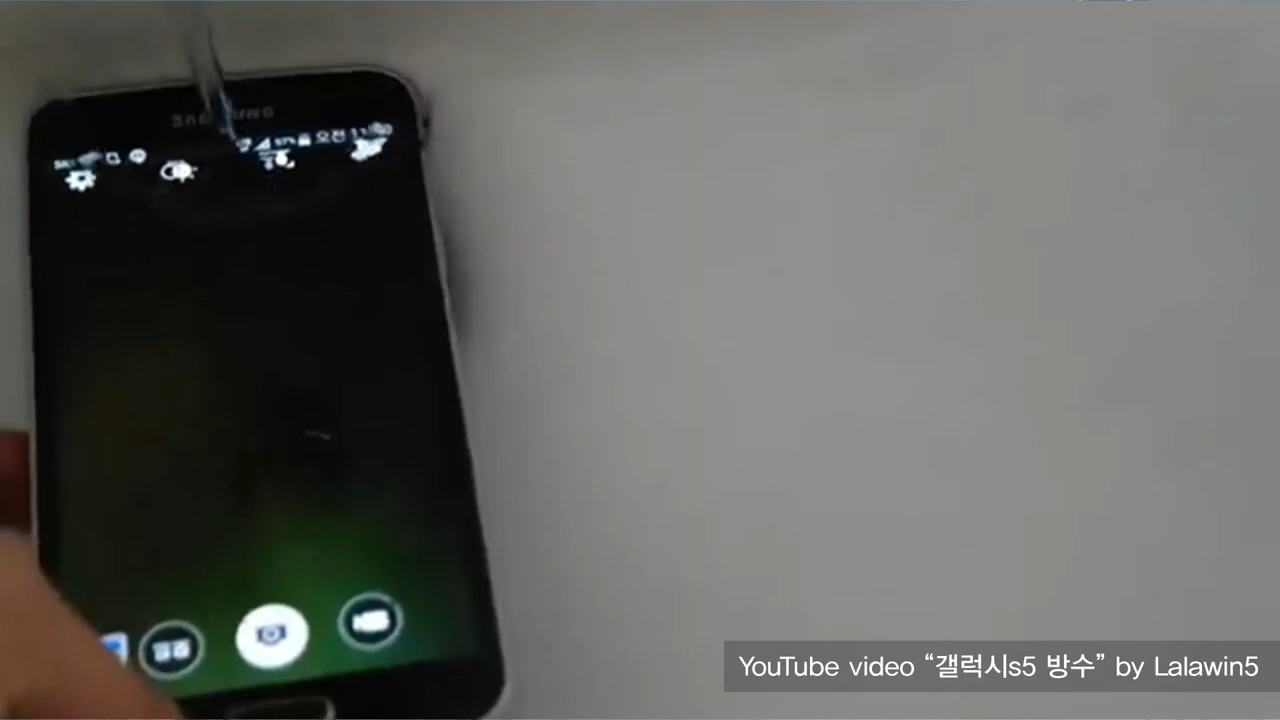 SAMSUNG
오전
YouTube video “갤럭시s5 방수” by Lalawin5